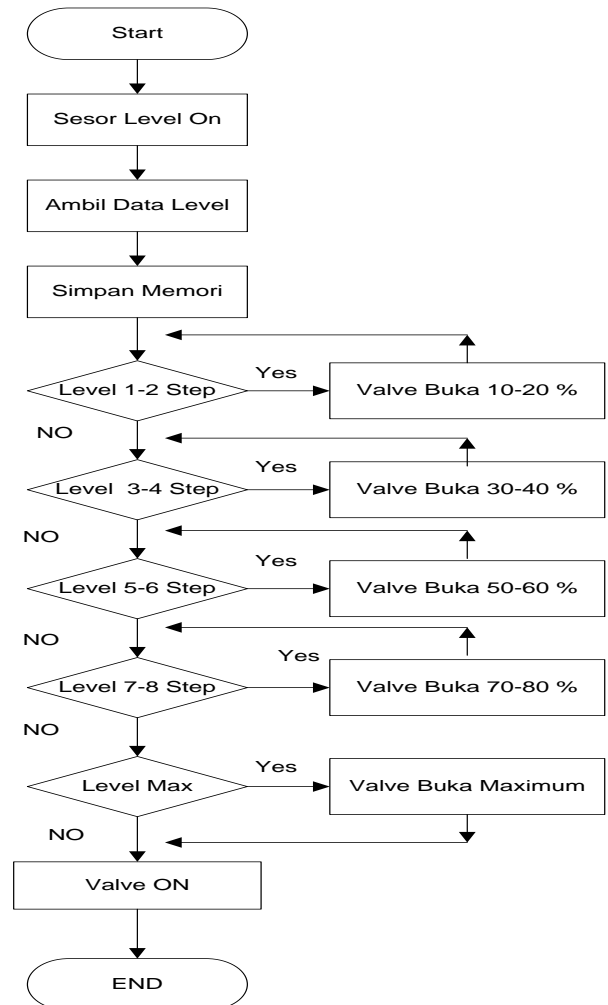 Start
Sesor Level On
Ambil Data Level
Simpan Memori
Level 1-2 Step
Yes
Valve Buka 10-20 %
NO
Level 3-4 Step
Yes
Valve Buka 30-40 %
NO
Level 5-6 Step
Yes
Valve Buka 50-60 %
NO
Level 7-8 Step
Yes
Valve Buka 70-80 %
NO
Level Max
Yes
Valve Buka Maximum
NO
Valve ON
END